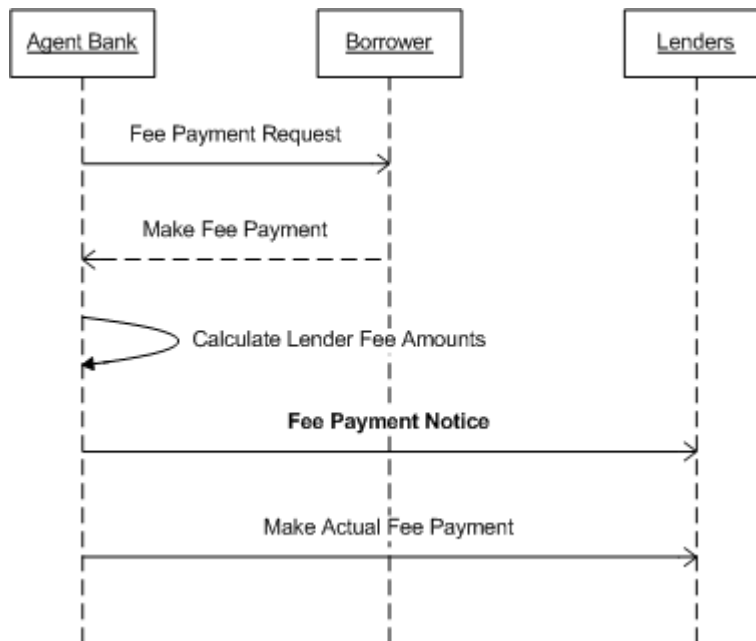 Agent Bank
Borrower
Lenders
Fee Payment Request
Make Fee Payment
Calculate Lender Fee Amounts
Fee Payment Notice
Make Actual Fee Payment